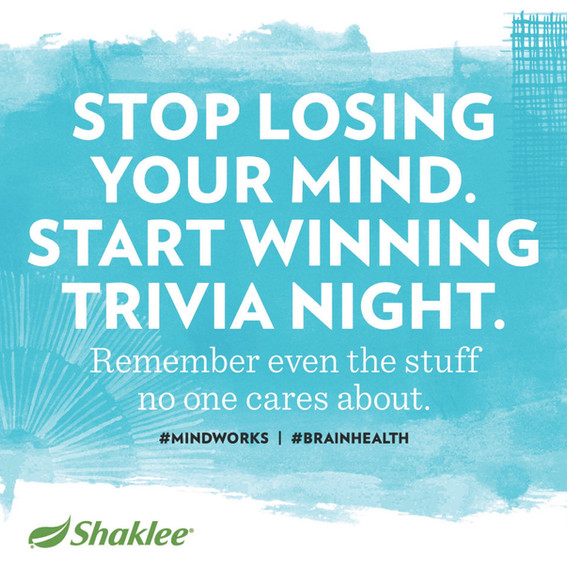 STOP LOSING
YOUR MIND.
START WINNING
TRIVIA NIGHT.
Remember even the stuff
no one cares about.
#MINDWORKS | #BRAINHEALTH
Shaklee®